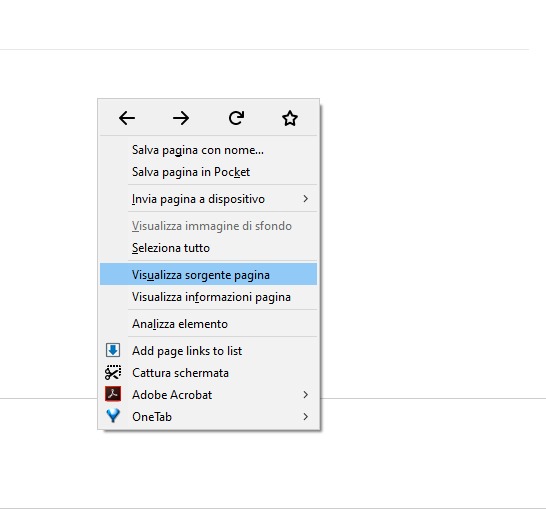 Salva pagina con nome...
Salva pagina in Pocket
Invia pagina a dispositivo
Visualizza immagine di sfondo
Seleziona tutto
Visualizza sorgente pagina
Visualizza informazioni pagina
Analizza elemento
Add page links to list
Cattura schermata
Adobe Acrobat
OneTab